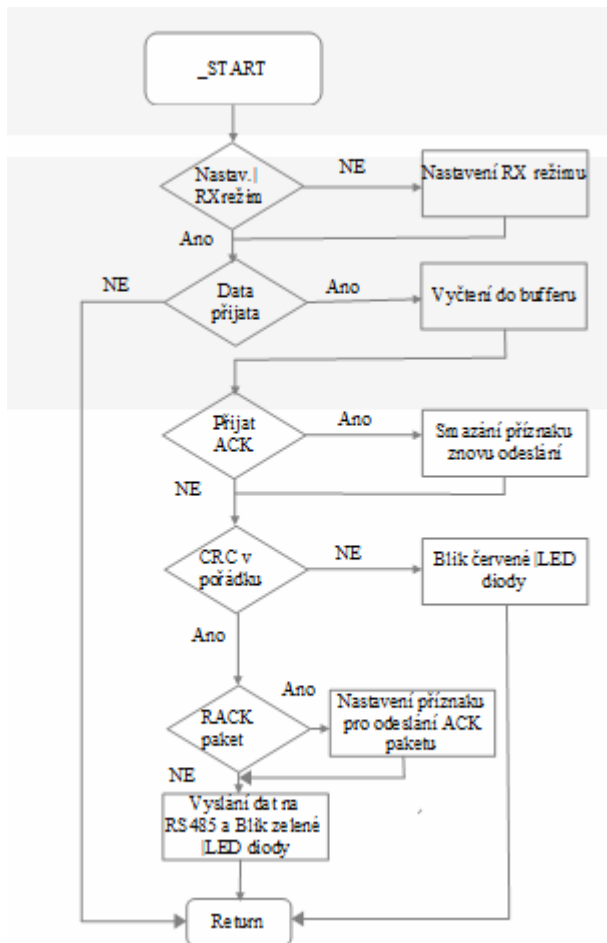 _START
Nastav.|
RXrežim
NE
Nastavení RX režimu
Ano
NE
Data
přijata
Ano
Vyčtení do bufferu
Přijat
ACK
Ano
Smazání příznaku
znovu odeslání
NE
CRC v
pořádku
NE
Blik červené |LED
diody
Ano
RACK
paket
Ano
Nastavení příznaku
pro odeslání ACK
paketu
NE
Vyslání dat na
RS485 a Blik zelené
|LED diody
Return